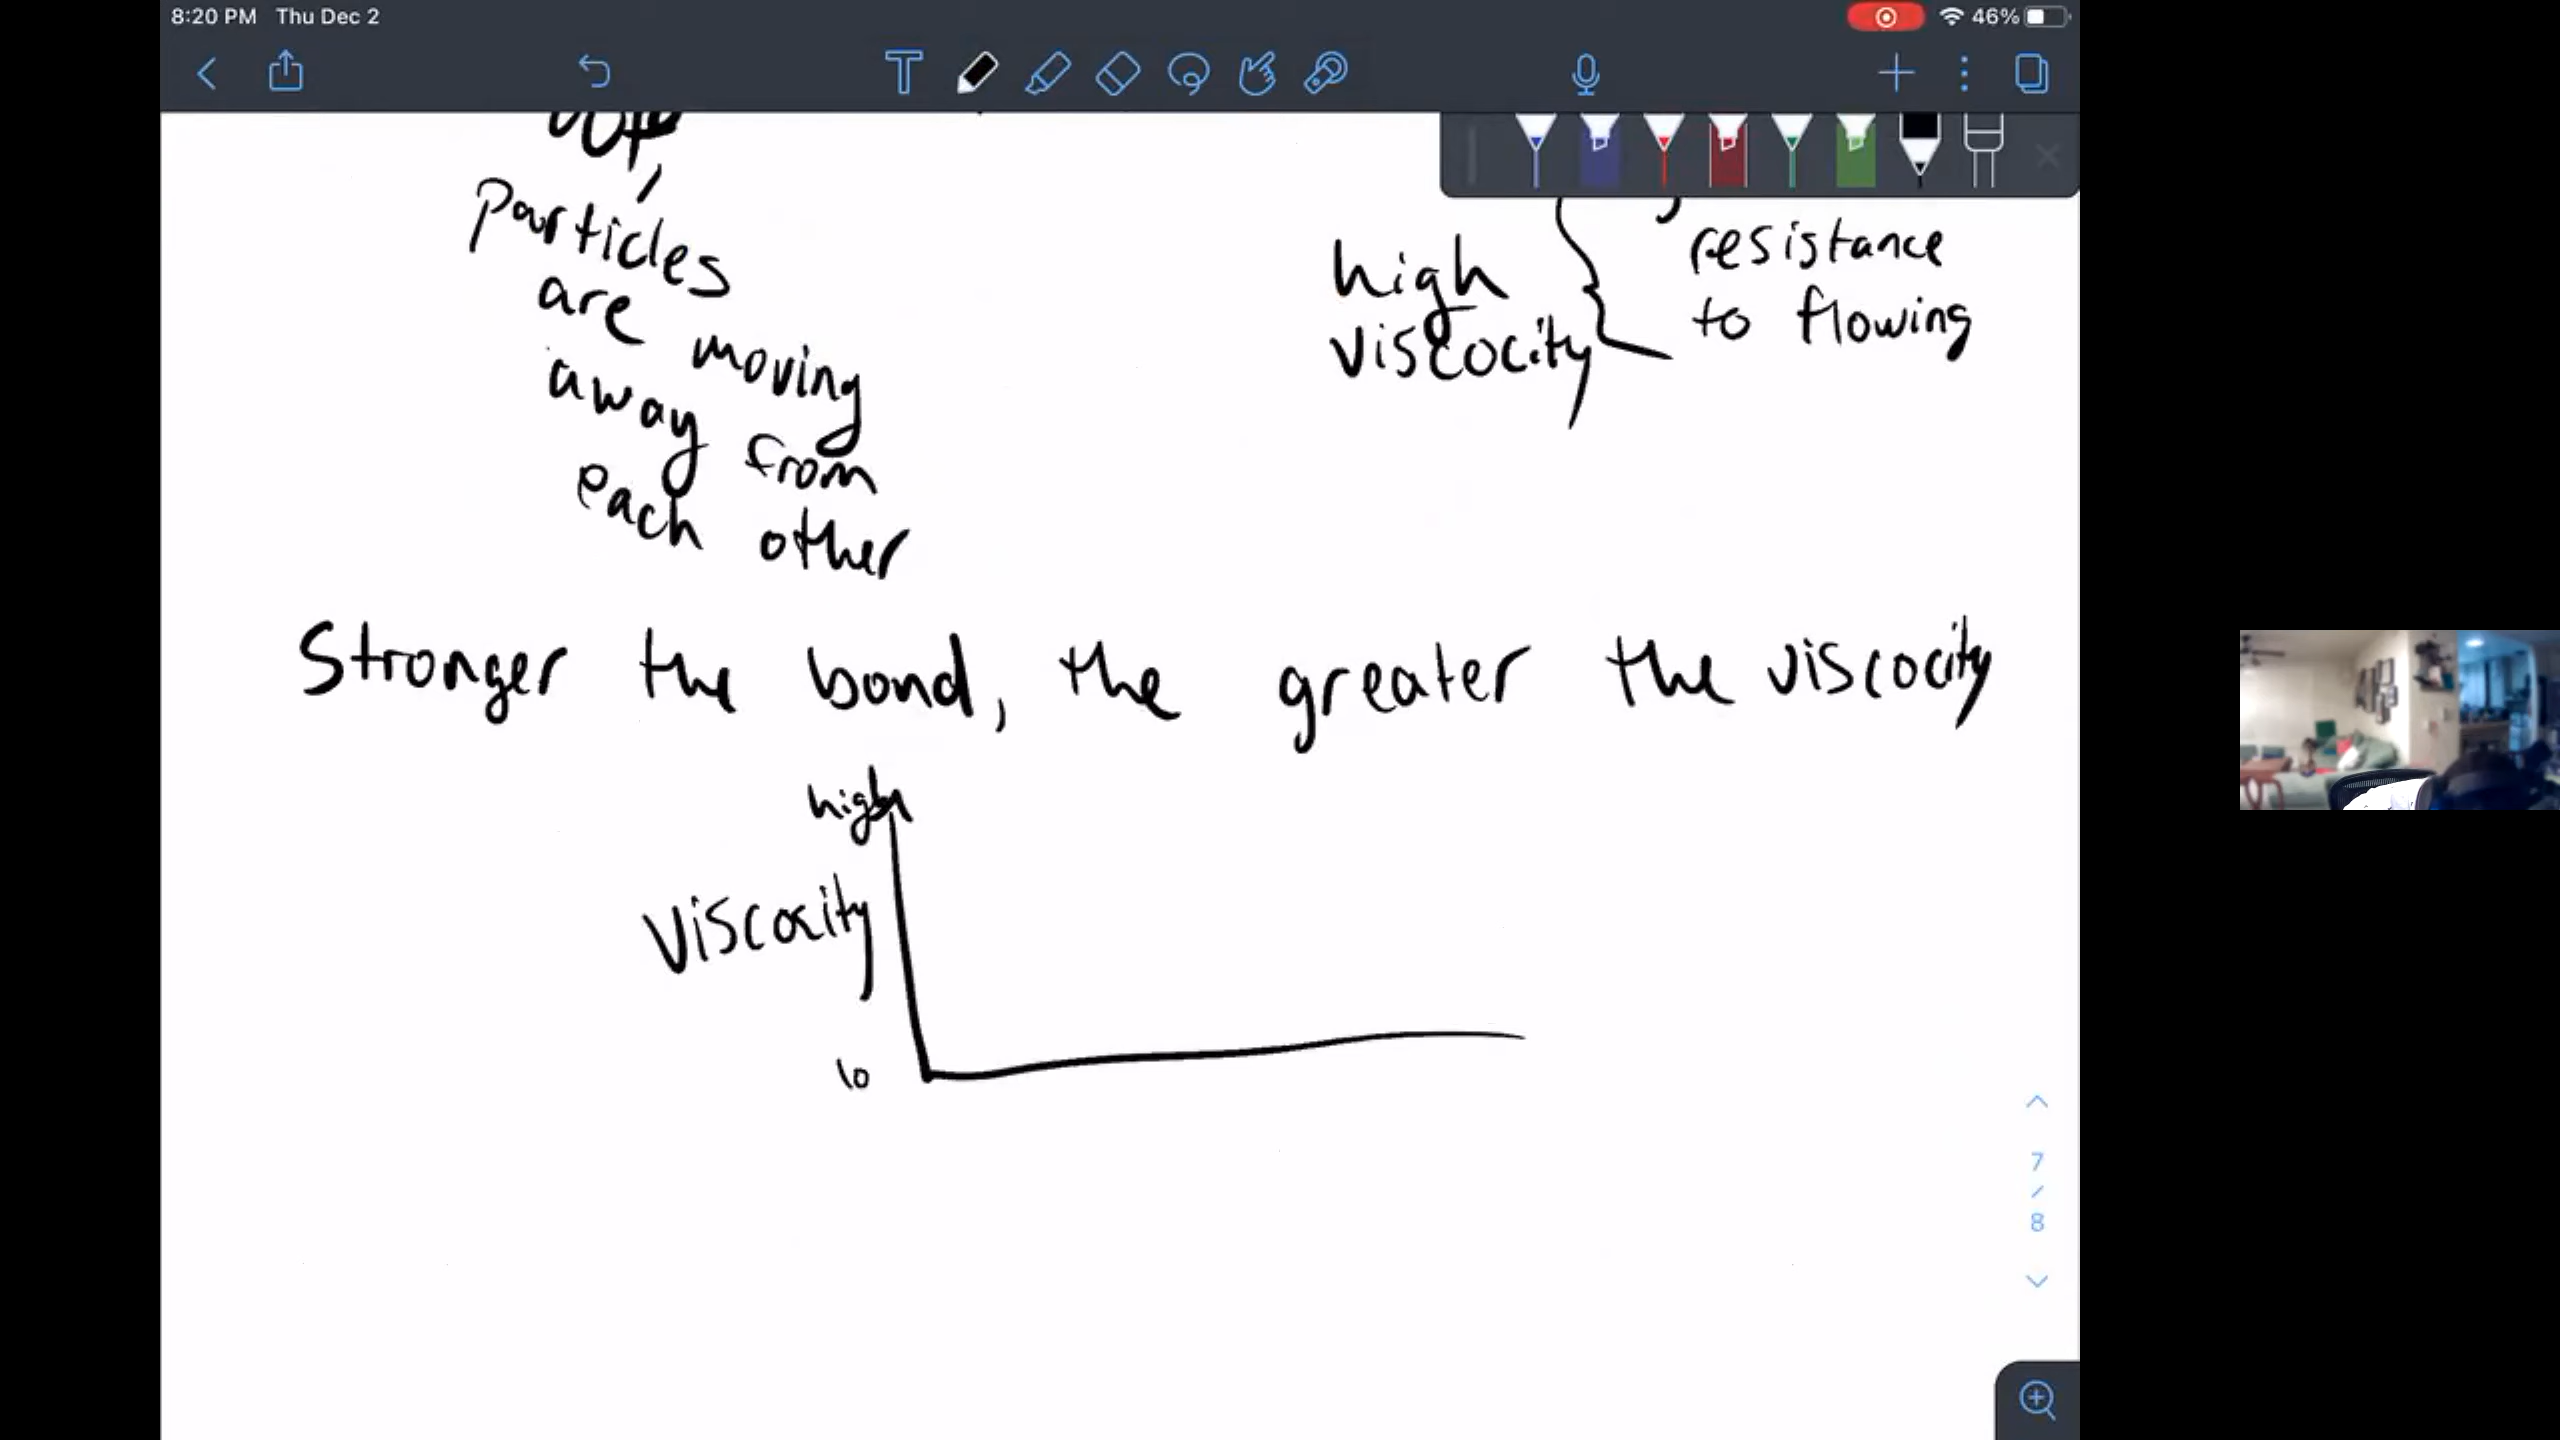 8:20 PM Thu Dec 2
46%
particles
are moving
away from
each other
high
viscocity
resistance
to flowing
Stronger the bond, the greater the viscocity
high
viscocity
lo
7
/
8